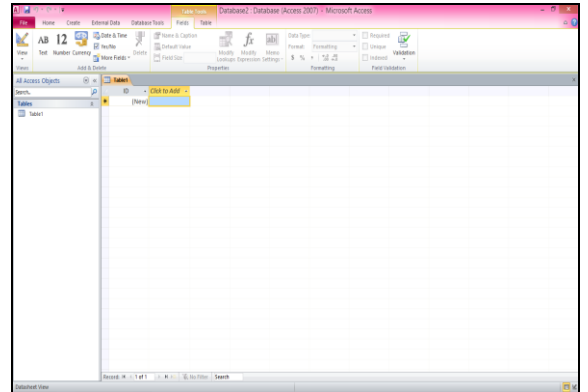 Table Tools
Database2 : Database (Access 2007) - Microsoft Access
File Home Create External Data Database Tools Fields Table
View
AB Text
12 Number
Currency
Date & Time
Yes/No
More Fields
Delete
Name & Caption
Default Value
Field Size
Modify Lookups
fx Modify Expression
ab Memo Settings
Data Type:
Format: Formatting
$ %
Required
Unique
Indexed
Validation
Views Add & Delete Properties Formatting Field Validation
All Access Objects
Search..
Tables
Table1
Table1
ID Click to Add
(New)
Record: 1 of 1 No Filter Search
Datasheet View